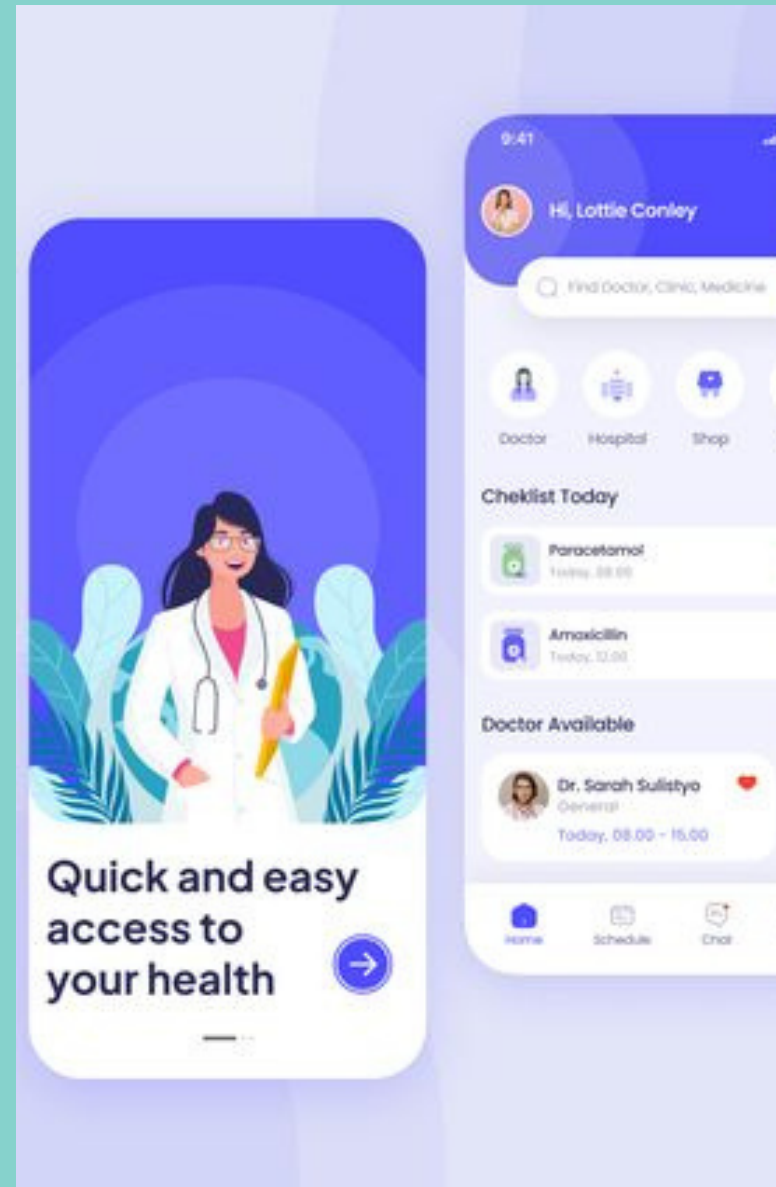 Quick and easy
access to
your health
9:41
Hi, Lottie Conley
Find Doctor, Clinic, Medicine
Doctor
Hospital
Shop
Cheklist Today
Paracetamol
Today, 08.00
Amoxicillin
Today, 12.00
Doctor Available
Dr. Sarah Sulistyo
General
Today, 08.00 - 15.00
Home
Schedule
Chat